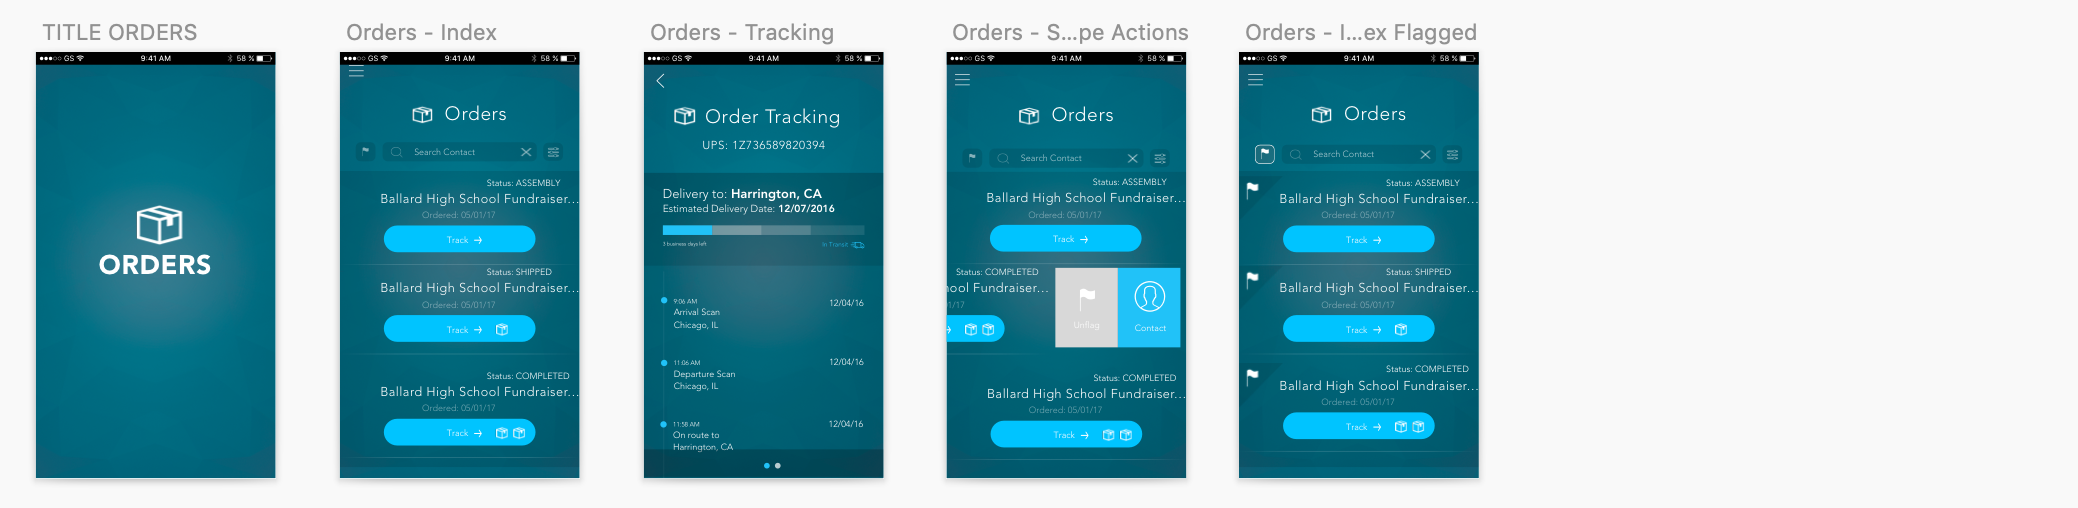 TITLE ORDERS
●●●○○ GS 9:41 AM 58 %
ORDERS
Orders - Index
●●●○○ GS 9:41 AM 58 %
Orders
Search Contact
Status: ASSEMBLY
Ballard High School Fundraiser...
Ordered: 05/01/17
Track →
Status: SHIPPED
Ballard High School Fundraiser...
Ordered: 05/01/17
Track →
Status: COMPLETED
Ballard High School Fundraiser...
Ordered: 05/01/17
Track →
Orders - Tracking
●●●○○ GS 9:41 AM 58 %
Order Tracking
UPS: 1Z736589820394
Delivery to: Harrington, CA
Estimated Delivery Date: 12/07/2016
3 business days left In Transit
9:06 AM 12/04/16
Arrival Scan
Chicago, IL
11:06 AM 12/04/16
Departure Scan
Chicago, IL
11:58 AM 12/04/16
On route to
Harrington, CA
Orders - S...pe Actions
●●●○○ GS 9:41 AM 58 %
Orders
Search Contact
Status: ASSEMBLY
Ballard High School Fundraiser...
Ordered: 05/01/17
Track →
Status: COMPLETED
hool Fundraiser...
1/17
Unflag
Contact
Status: COMPLETED
Ballard High School Fundraiser...
Ordered: 05/01/17
Track →
Orders - I...ex Flagged
●●●○○ GS 9:41 AM 58 %
Orders
Search Contact
Status: ASSEMBLY
Ballard High School Fundraiser...
Ordered: 05/01/17
Track →
Status: SHIPPED
Ballard High School Fundraiser...
Ordered: 05/01/17
Track →
Status: COMPLETED
Ballard High School Fundraiser...
Ordered: 05/01/17
Track →